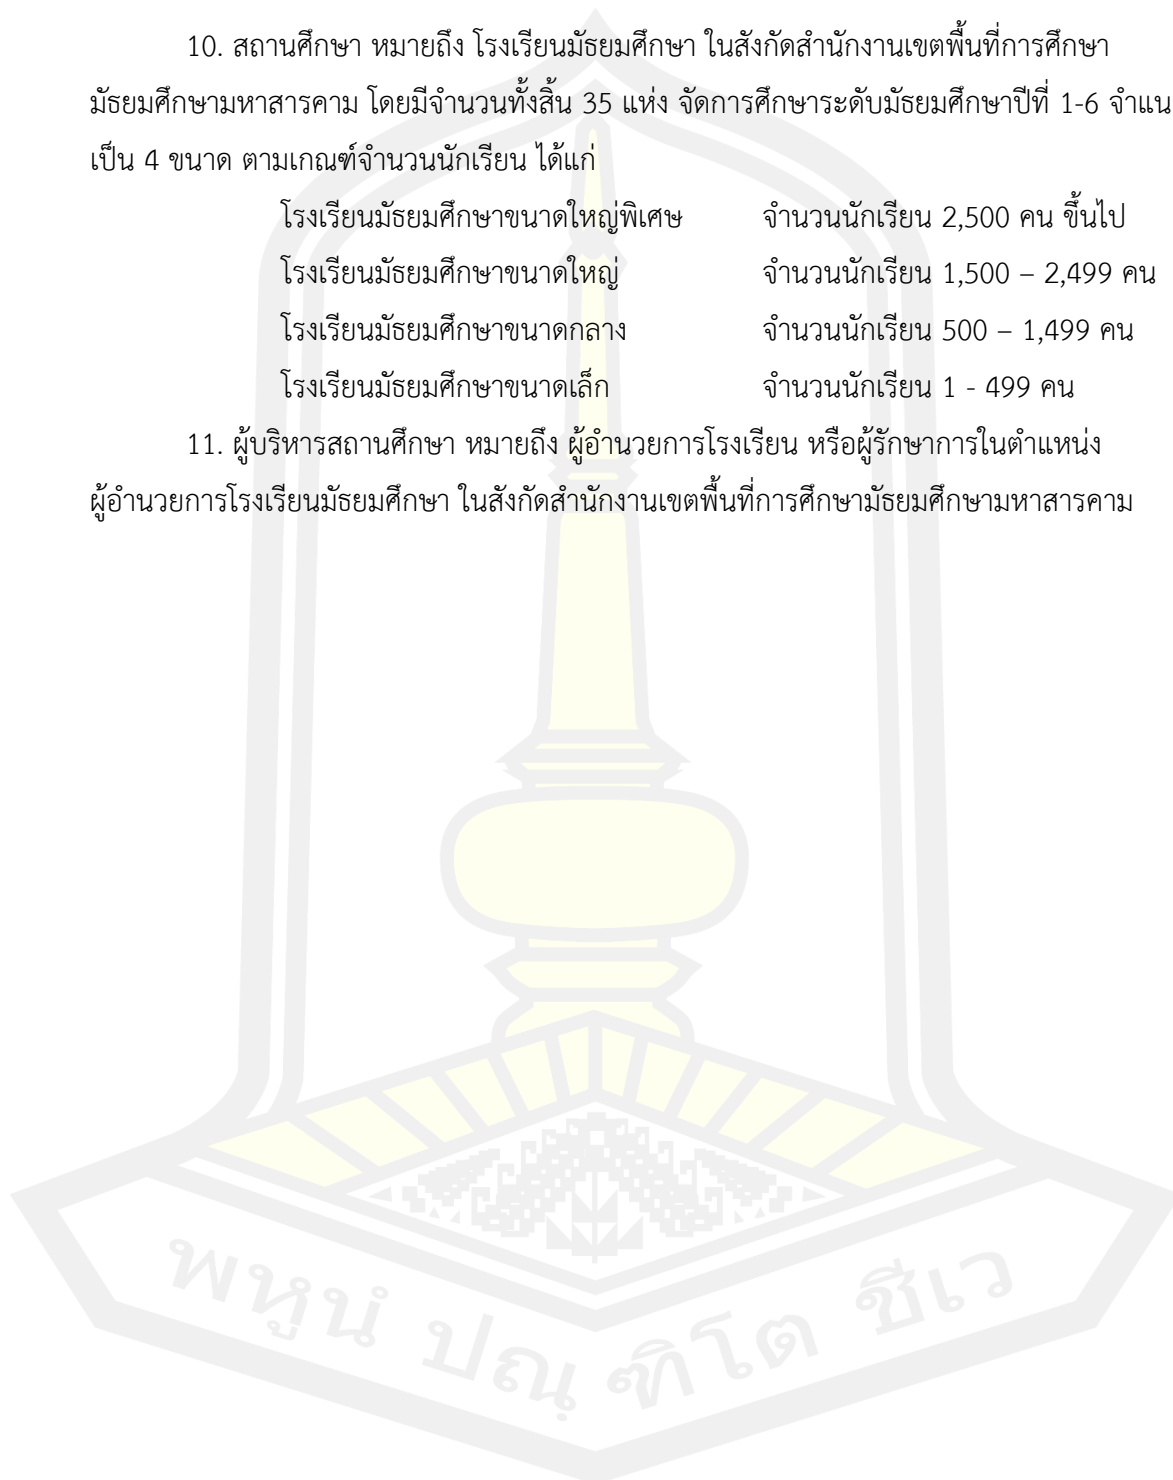 10. สถานศึกษา หมายถึง โรงเรียนมัธยมศึกษา ในสังกัดสำนักงานเขตพื้นที่การศึกษา
มัธยมศึกษามหาสารคาม โดยมีจำนวนทั้งสิ้น 35 แห่ง จัดการศึกษาระดับมัธยมศึกษาปีที่ 1-6 จำแน
เป็น 4 ขนาด ตามเกณฑ์จำนวนนักเรียน ได้แก่
โรงเรียนมัธยมศึกษาขนาดใหญ่พิเศษ จำนวนนักเรียน 2,500 คน ขึ้นไป
โรงเรียนมัธยมศึกษาขนาดใหญ่ จำนวนนักเรียน 1,500 – 2,499 คน
โรงเรียนมัธยมศึกษาขนาดกลาง จำนวนนักเรียน 500 – 1,499 คน
โรงเรียนมัธยมศึกษาขนาดเล็ก จำนวนนักเรียน 1 - 499 คน
11. ผู้บริหารสถานศึกษา หมายถึง ผู้อำนวยการโรงเรียน หรือผู้รักษาการในตำแหน่ง
ผู้อำนวยการโรงเรียนมัธยมศึกษา ในสังกัดสำนักงานเขตพื้นที่การศึกษามัธยมศึกษามหาสารคาม
พหูนํ ปณฺฑิโต ชีเว